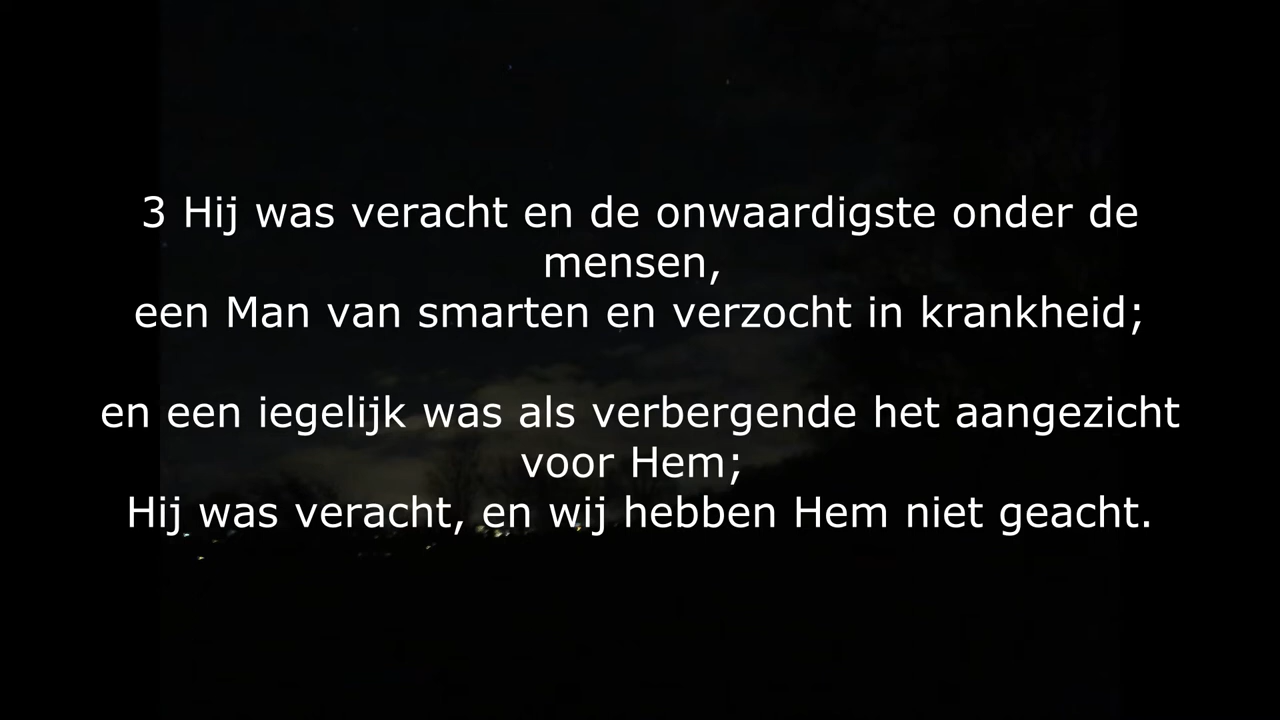 3 Hij was veracht en de onwaardigste onder de
mensen,
een Man van smarten en verzocht in krankheid;
en een iegelijk was als verbergende het aangezicht
voor Hem;
Hij was veracht, en wij hebben Hem niet geacht.